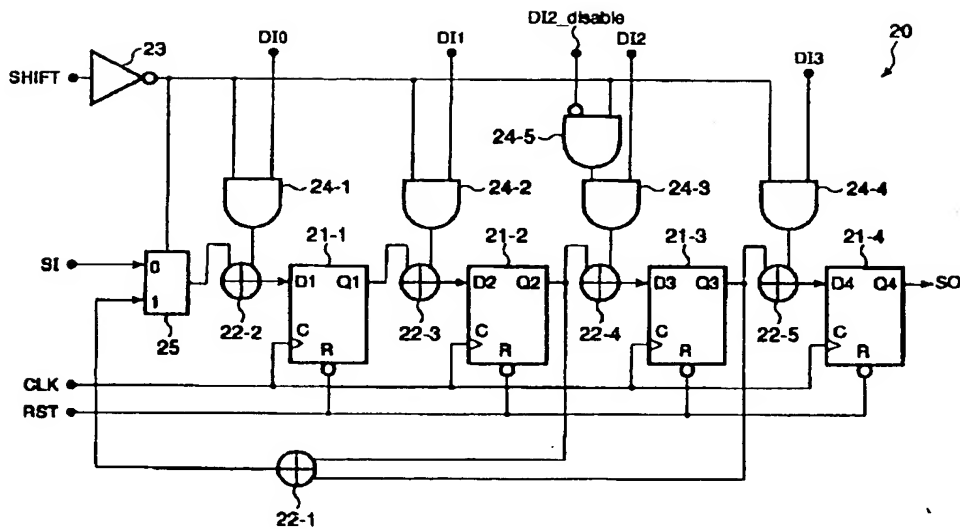 DI2_disable
20
23
DI0
DI1
DI2
DI3
SHIFT
24-5
24-1
24-2
24-3
24-4
21-1
21-2
21-3
21-4
SI
0
1
D1 Q1
D2 Q2
D3 Q3
D4 Q4
SO
25
22-2
22-3
22-4
22-5
C
R
C
R
C
R
C
R
CLK
RST
22-1